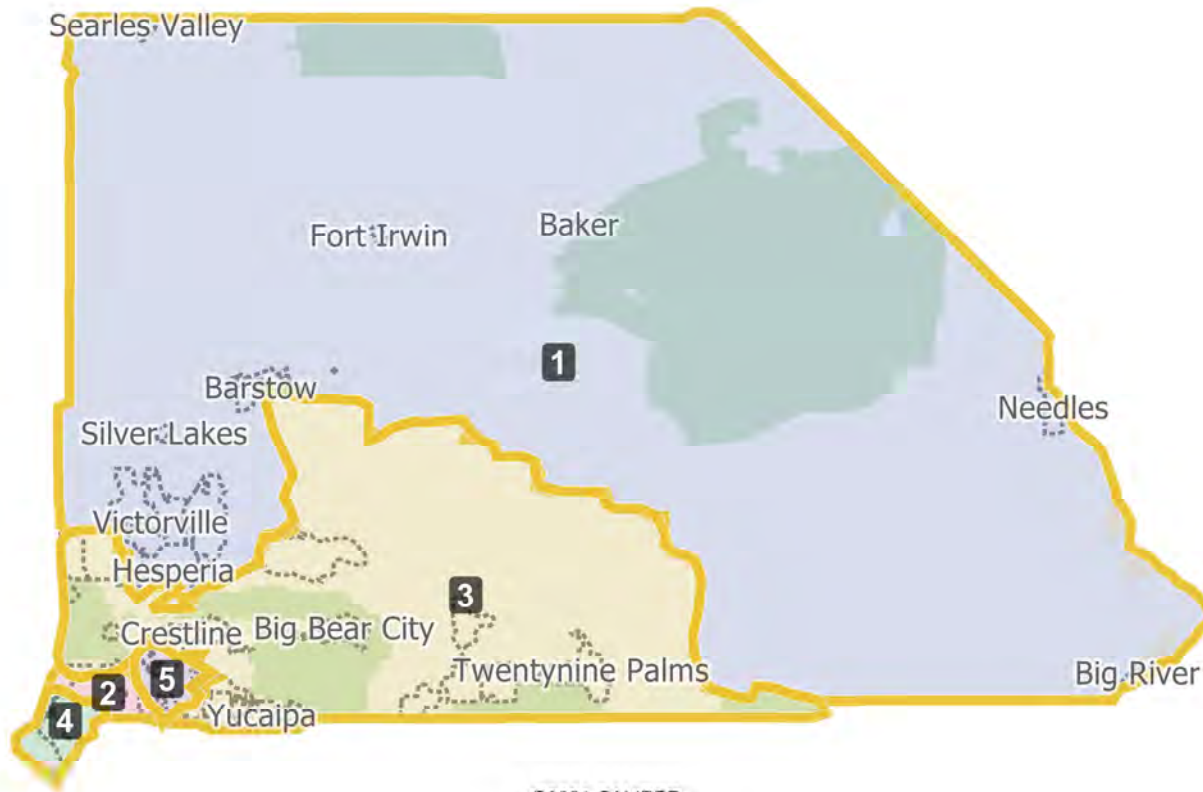 Searles Valley
Fort Irwin
Baker
1
Barstow
Needles
Silver Lakes
Victorville
Hesperia
3
Crestline
Big Bear City
Twentynine Palms
Big River
5
2
4
Yucaipa